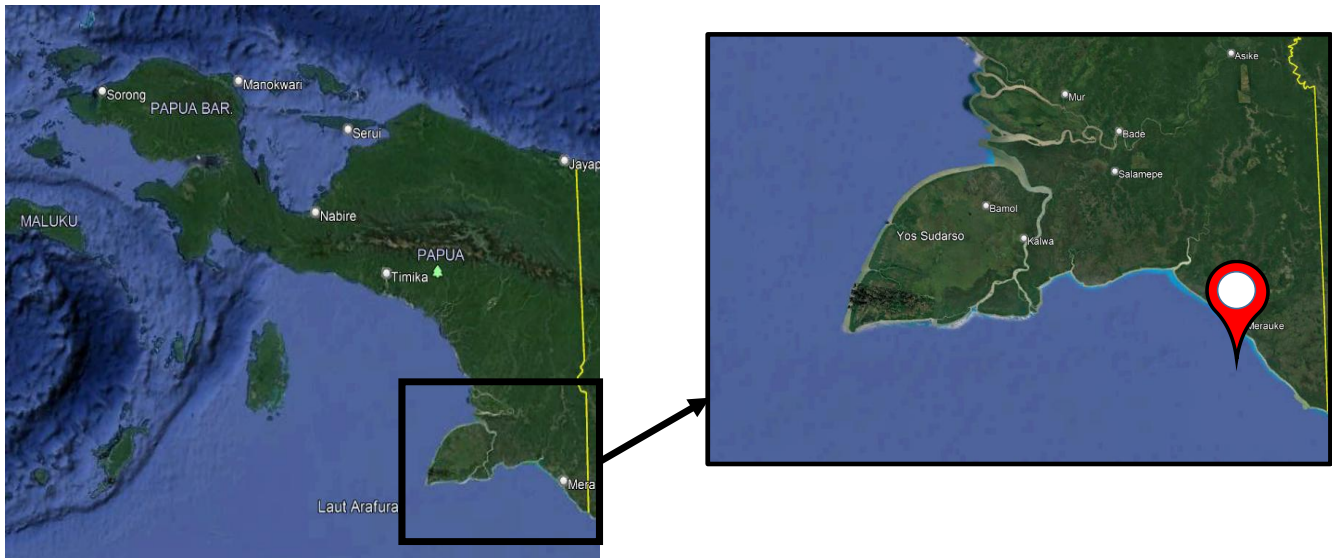 Sorong
Manokwari
PAPUA BAR.
Serui
Jayap
MALUKU
Nabire
PAPUA
Timika
Laut Arafura
Mera
Asike
Mur
Bade
Salamepe
Bamol
Yos Sudarso
Kalwa
Merauke